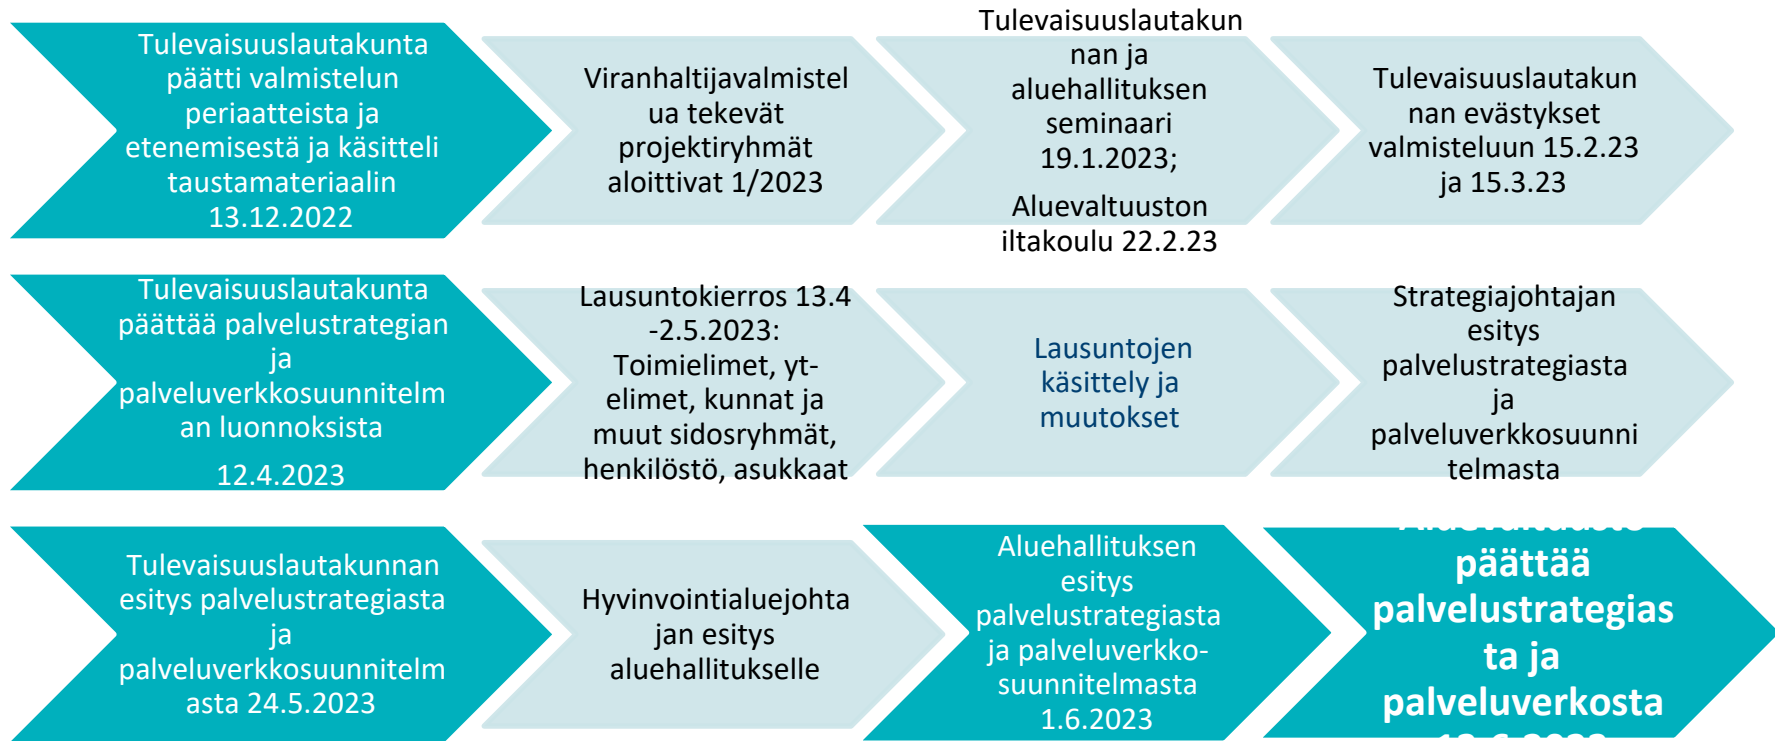 Tulevaisuuslautakunta
päätti valmistelun
periaatteista ja
etenemisestä ja käsitteli
taustamateriaalin
13.12.2022
Viranhaltijavalmistel
ua tekevät
projektiryhmät
aloittivat 1/2023
Tulevaisuuslautakun
nan ja
aluehallituksen
seminaari
19.1.2023;
Aluevaltuuston
iltakoulu 22.2.23
Tulevaisuuslautakun
nan evästykset
valmisteluun 15.2.23
ja 15.3.23
Tulevaisuuslautakunta
päättää palvelustrategian
ja
palveluverkkosuunnitelm
an luonnoksista
12.4.2023
Lausuntokierros 13.4
-2.5.2023:
Toimielimet, yt-
elimet, kunnat ja
muut sidosryhmät,
henkilöstö, asukkaat
Lausuntojen
käsittely ja
muutokset
Strategiajohtajan
esitys
palvelustrategiasta
ja
palveluverkkosuunni
telmasta
Tulevaisuuslautakunnan
esitys palvelustrategiasta
ja
palveluverkkosuunnitelm
asta 24.5.2023
Hyvinvointialuejohta
jan esitys
aluehallitukselle
Aluehallituksen
esitys
palvelustrategiasta
ja palveluverkko-
suunnitelmasta
1.6.2023
Aluevaltuusto
päättää
palvelustrategias
ta ja
palveluverkosta